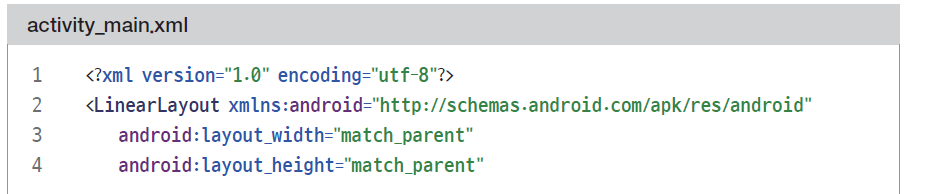 activity_main.xml
1 <?xml version="1.0" encoding="utf-8"?>
2 <LinearLayout xmlns:android="http://schemas.android.com/apk/res/android"
3 android:layout_width="match_parent"
4 android:layout_height="match_parent"